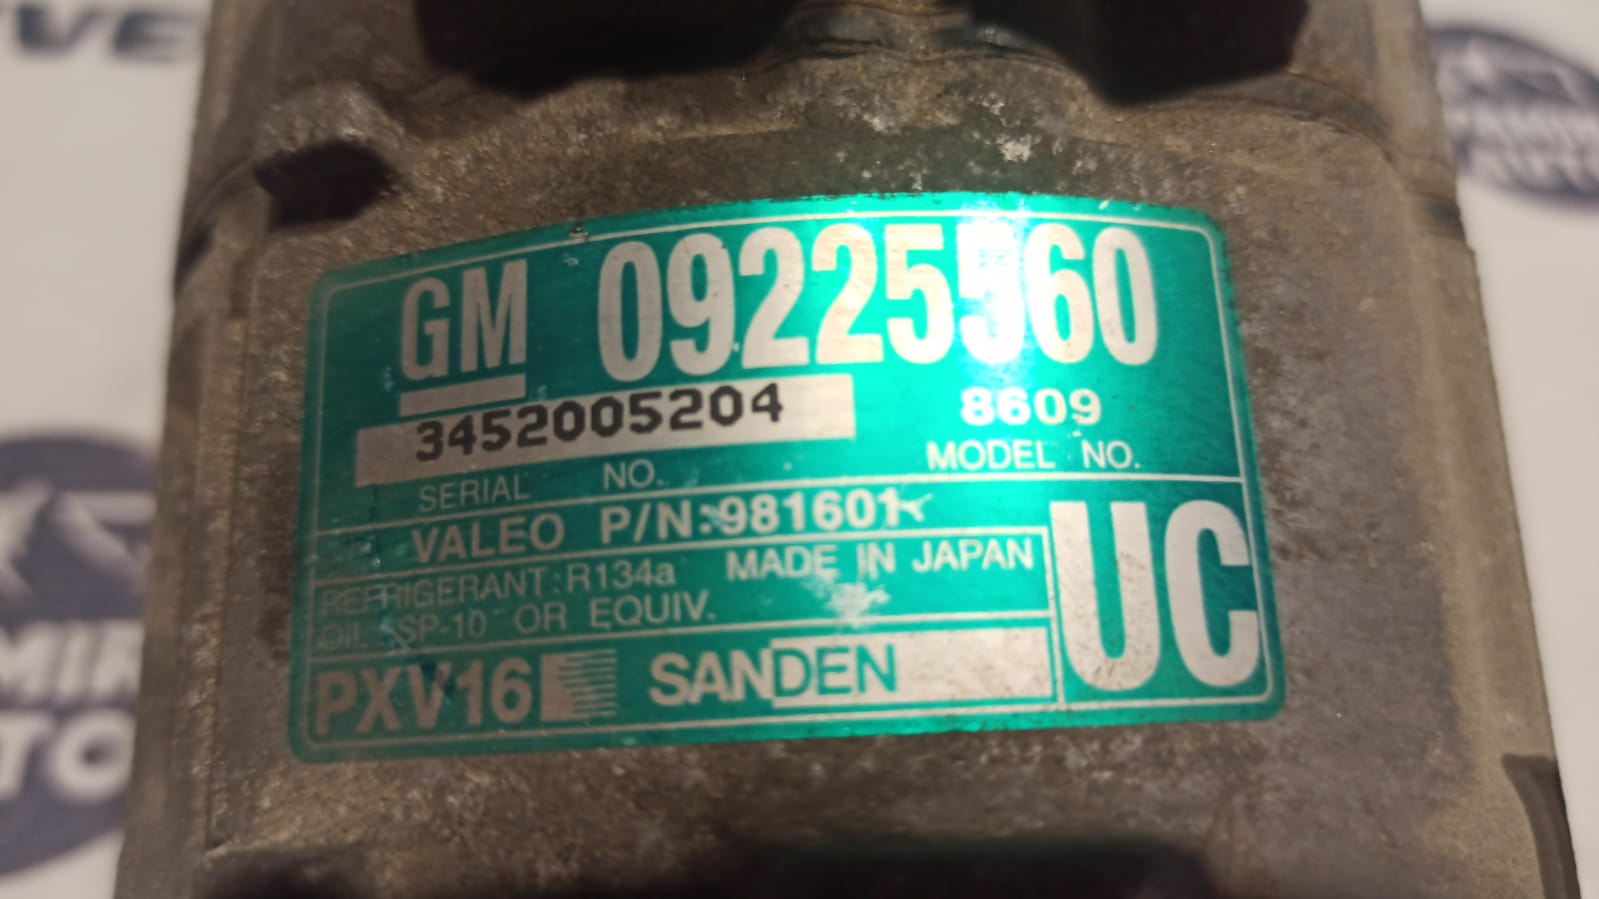 GM 09225560
3452005204 8609
SERIAL NO. MODEL NO.
VALEO P/N:981601
UC
REFRIGERANT:R134a MADE IN JAPAN
OIL: SP-10 OR EQUIV.
PXV16 SANDEN
AUTO